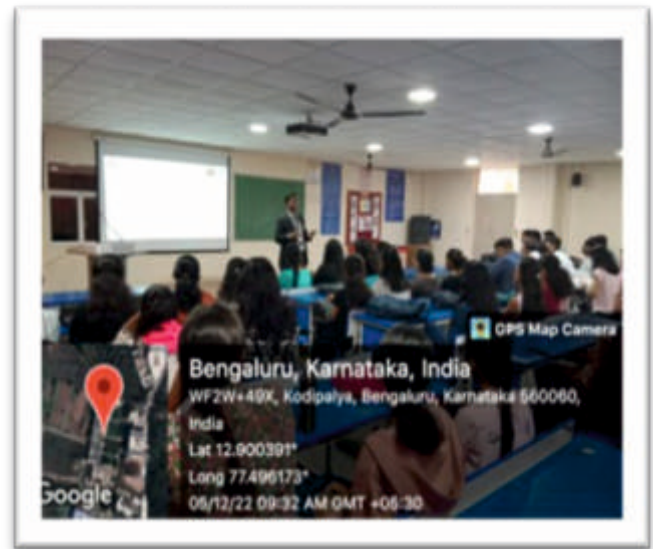 GPS Map Camera
Bengaluru, Karnataka, India
WF2W+49X, Kodipalya, Bengaluru, Karnataka 560060,
India
Lat 12.900391°
Long 77.496173°
05/12/22 09:32 AM GMT +05:30
Google